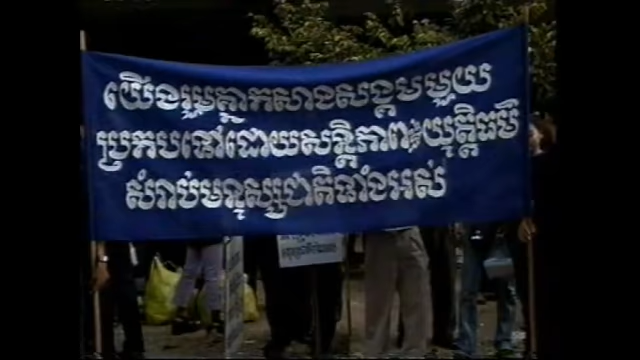 យើងរួមគ្នាកសាងសង្គមមួយ
ប្រកបទៅដោយសន្តិភាព និងយុត្តិធម៌
សំរាប់មនុស្សជាតិទាំងអស់